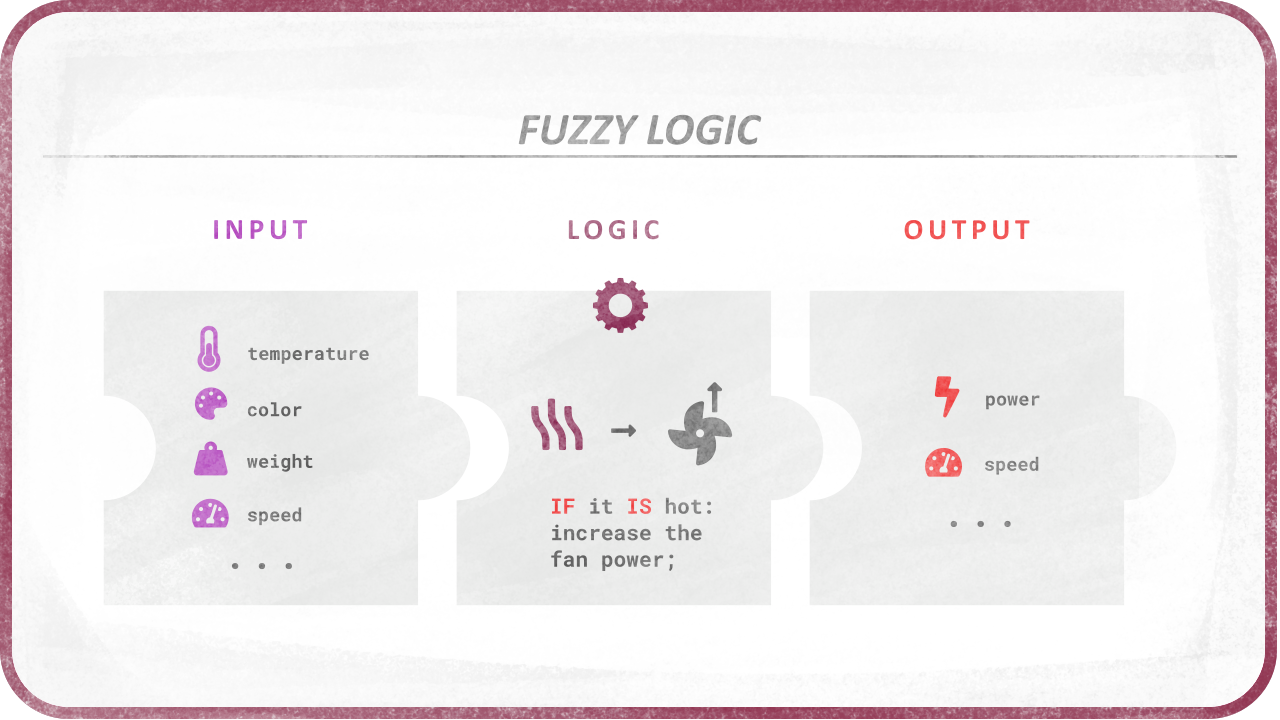 FUZZY LOGIC
INPUT
LOGIC
OUTPUT
temperature
color
weight
speed
. . .
IF it IS hot:
increase the
fan power;
power
speed
. . .